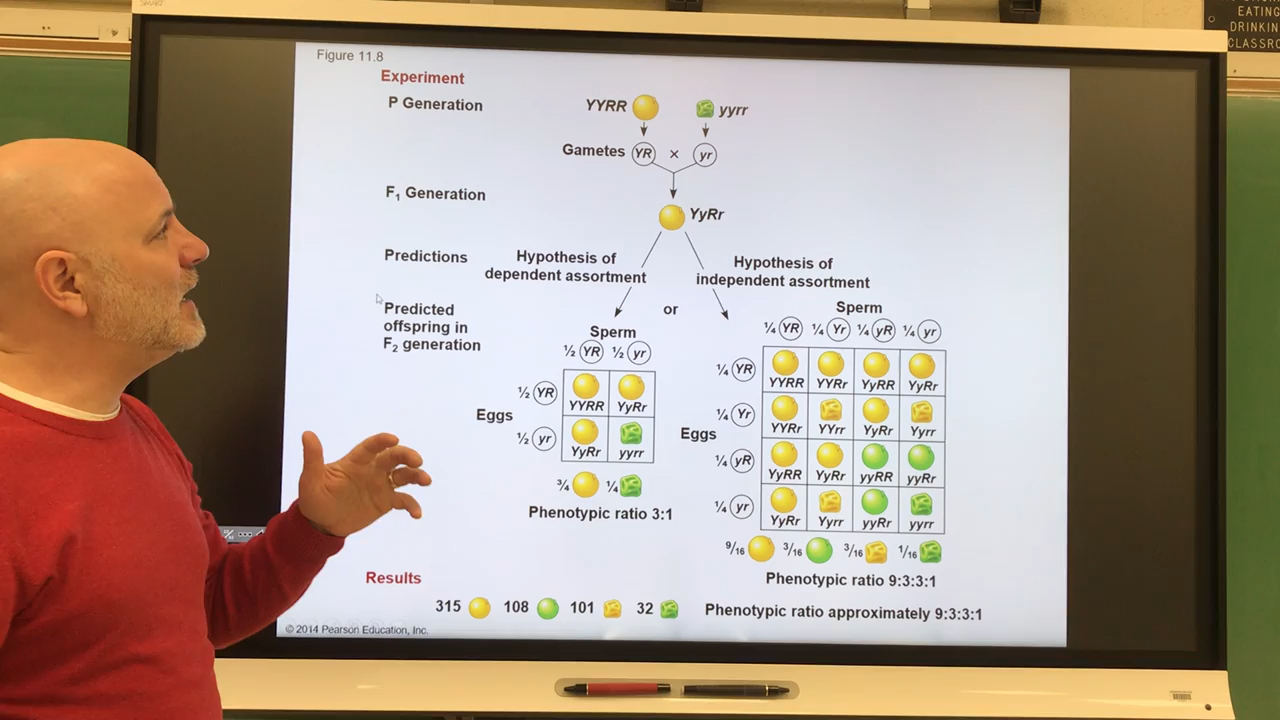 SMART
EATING
DRINKIN
CLASSRO
Figure 11.8
Experiment
P Generation
YYRR
yyrr
Gametes YR × yr
F1 Generation
YyRr
Predictions
Hypothesis of
dependent assortment
Hypothesis of
independent assortment
or
Predicted
offspring in
F2 generation
Sperm
½ YR ½ yr
Eggs
½ YR
YYRR YyRr
½ yr
YyRr yyrr
¾ ¼
Phenotypic ratio 3:1
Sperm
¼ YR ¼ Yr ¼ yR ¼ yr
Eggs
¼ YR
YYRR YYRr YyRR YyRr
¼ Yr
YYRr YYrr YyRr Yyrr
¼ yR
YyRR YyRr yyRR yyRr
¼ yr
YyRr Yyrr yyRr yyrr
9/16 3/16 3/16 1/16
Phenotypic ratio 9:3:3:1
Results
315 108 101 32 Phenotypic ratio approximately 9:3:3:1
© 2014 Pearson Education, Inc.